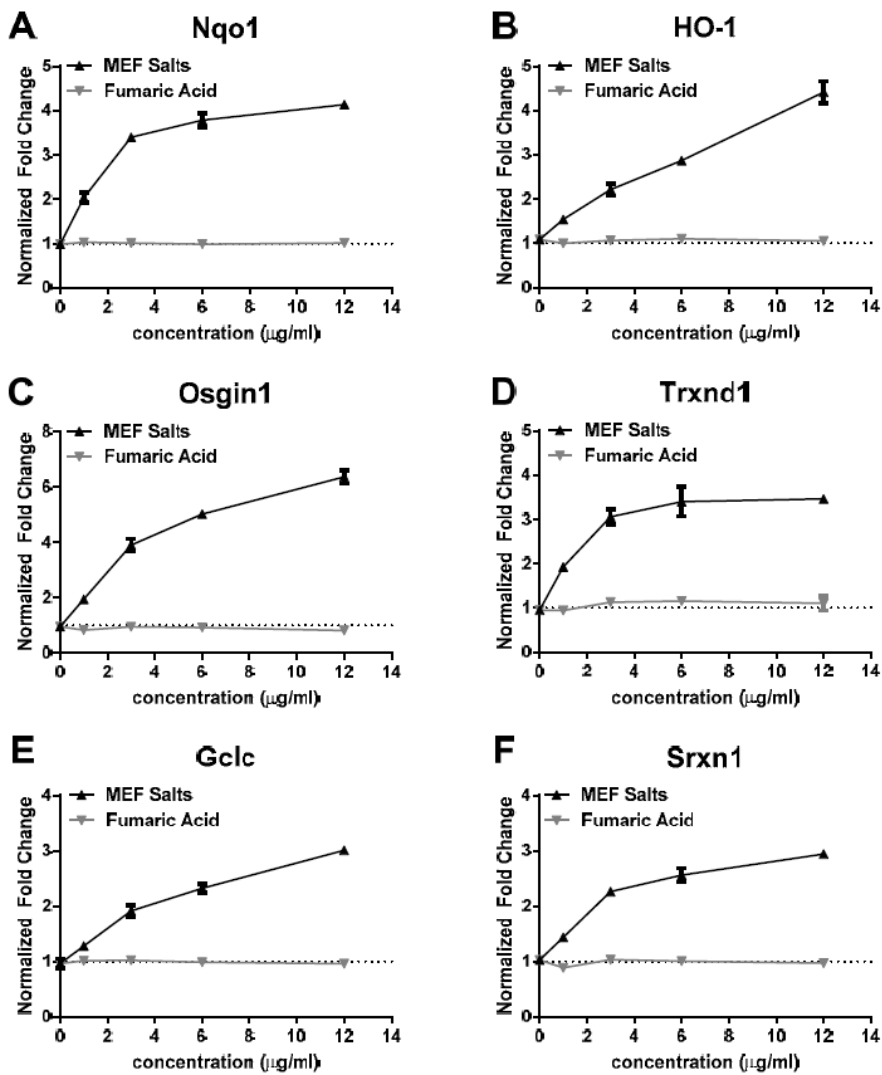 A
Nqo1
MEF Salts
Fumaric Acid
Normalized Fold Change
5
4
3
2
1
0
0 2 4 6 8 10 12 14
concentration (µg/ml)
B
HO-1
MEF Salts
Fumaric Acid
Normalized Fold Change
5
4
3
2
1
0
0 2 4 6 8 10 12 14
concentration (µg/ml)
C
Osgin1
MEF Salts
Fumaric Acid
Normalized Fold Change
8
6
4
2
0
0 2 4 6 8 10 12 14
concentration (µg/ml)
D
Trxnd1
MEF Salts
Fumaric Acid
Normalized Fold Change
5
4
3
2
1
0
0 2 4 6 8 10 12 14
concentration (µg/ml)
E
Gclc
MEF Salts
Fumaric Acid
Normalized Fold Change
4
3
2
1
0
0 2 4 6 8 10 12 14
concentration (µg/ml)
F
Srxn1
MEF Salts
Fumaric Acid
Normalized Fold Change
4
3
2
1
0
0 2 4 6 8 10 12 14
concentration (µg/ml)